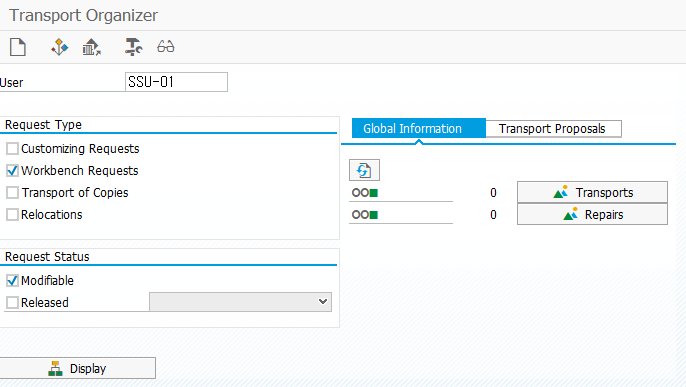 Transport Organizer
User SSU-01
Request Type
Customizing Requests
Workbench Requests
Transport of Copies
Relocations
Global Information Transport Proposals
0 Transports
0 Repairs
Request Status
Modifiable
Released
Display